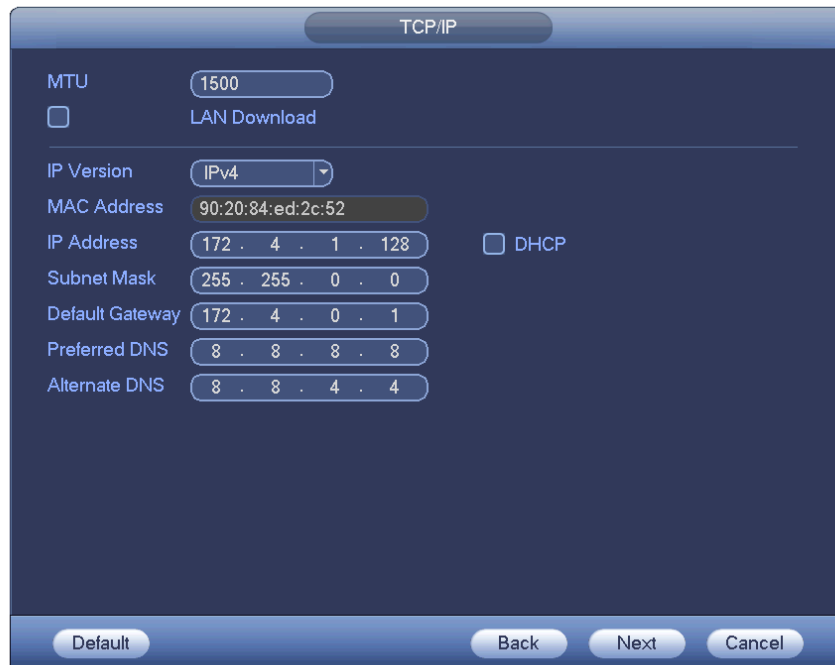 TCP/IP
MTU 1500
LAN Download
IP Version IPv4
MAC Address 90:20:84:ed:2c:52
IP Address 172 . 4 . 1 . 128 DHCP
Subnet Mask 255 . 255 . 0 . 0
Default Gateway 172 . 4 . 0 . 1
Preferred DNS 8 . 8 . 8 . 8
Alternate DNS 8 . 8 . 4 . 4
Default Back Next Cancel